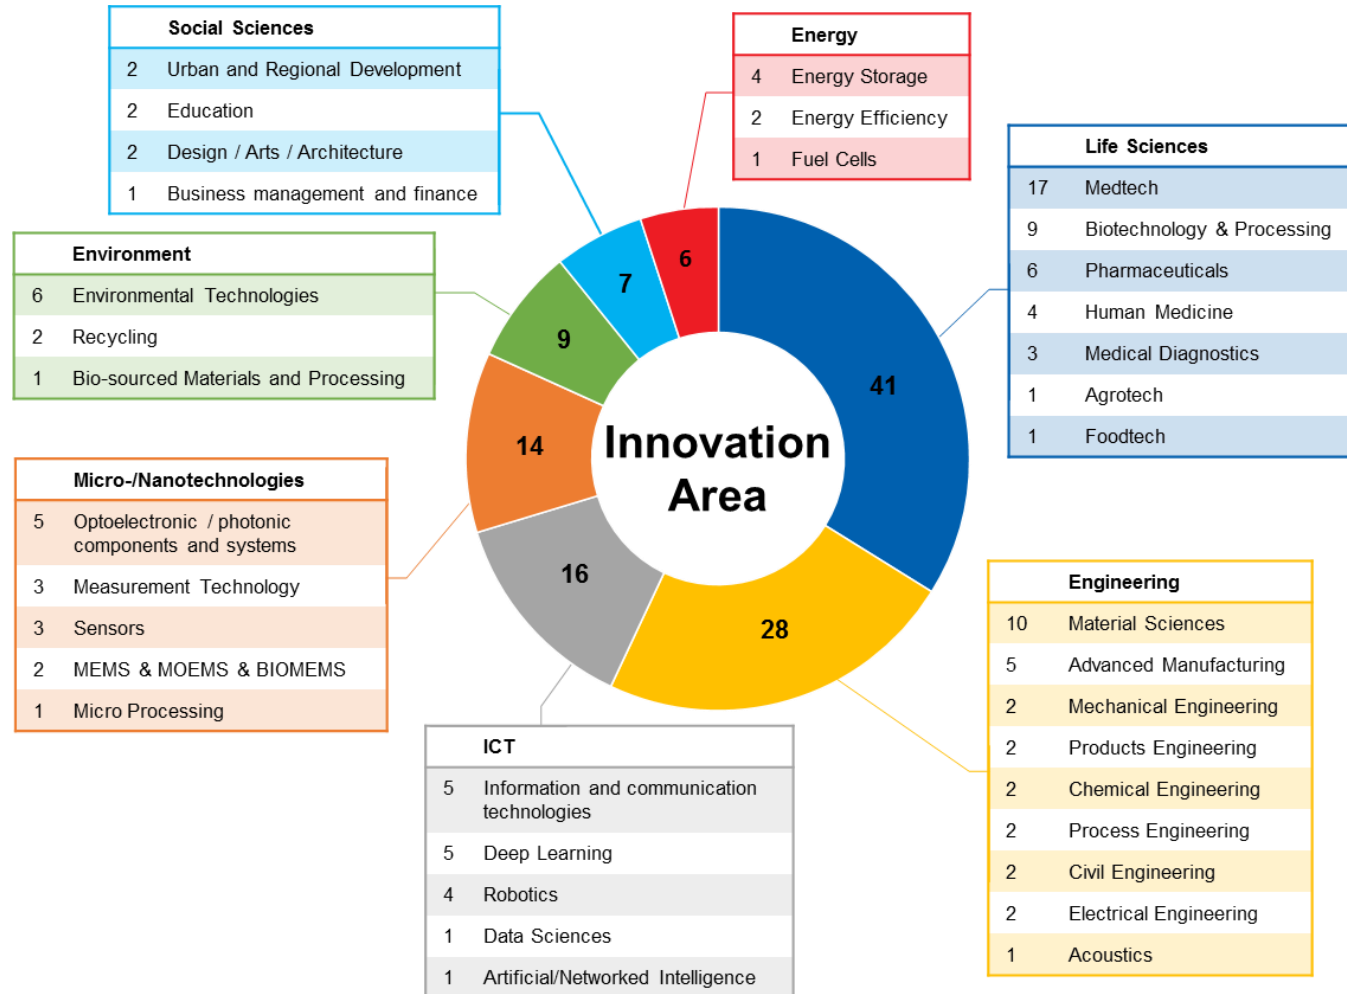 Social Sciences
2 Urban and Regional Development
2 Education
2 Design / Arts / Architecture
1 Business management and finance
Energy
4 Energy Storage
2 Energy Efficiency
1 Fuel Cells
Life Sciences
17 Medtech
9 Biotechnology & Processing
6 Pharmaceuticals
4 Human Medicine
3 Medical Diagnostics
1 Agrotech
1 Foodtech
Environment
6 Environmental Technologies
2 Recycling
1 Bio-sourced Materials and Processing
6
7
9
41
14
16
28
Innovation
Area
Micro-/Nanotechnologies
5 Optoelectronic / photonic
components and systems
3 Measurement Technology
3 Sensors
2 MEMS & MOEMS & BIOMEMS
1 Micro Processing
Engineering
10 Material Sciences
5 Advanced Manufacturing
2 Mechanical Engineering
2 Products Engineering
2 Chemical Engineering
2 Process Engineering
2 Civil Engineering
2 Electrical Engineering
1 Acoustics
ICT
5 Information and communication
technologies
5 Deep Learning
4 Robotics
1 Data Sciences
1 Artificial/Networked Intelligence